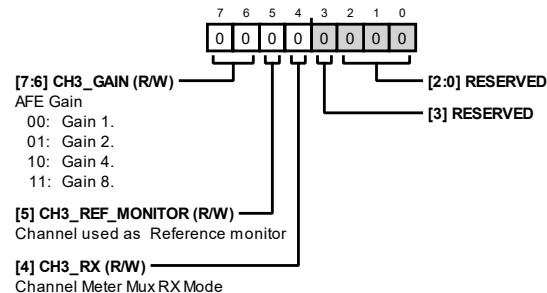 7 6 5 4 3 2 1 0
0 0 0 0 0 0 0 0
[7:6] CH3_GAIN (R/W)
AFE Gain
00: Gain 1.
01: Gain 2.
10: Gain 4.
11: Gain 8.
[5] CH3_REF_MONITOR (R/W)
Channel used as Reference monitor
[4] CH3_RX (R/W)
Channel Meter Mux RX Mode
[2:0] RESERVED
[3] RESERVED